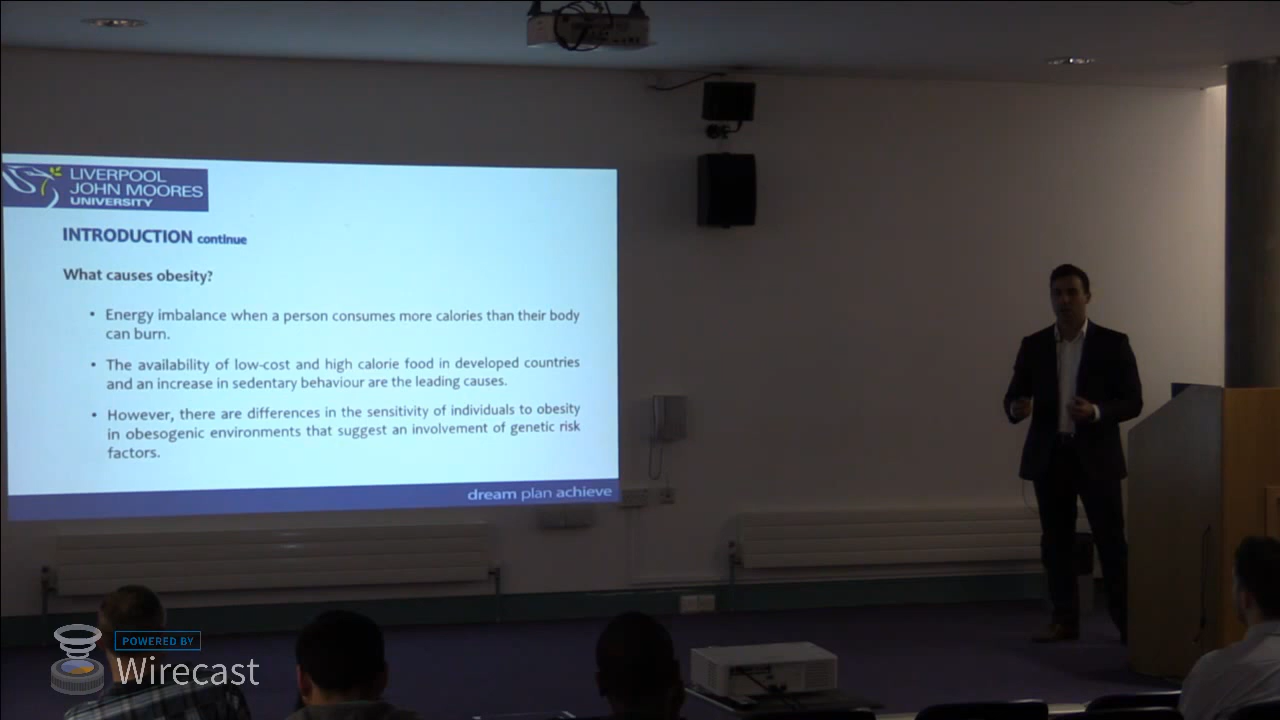 LIVERPOOL
JOHN MOORES
UNIVERSITY
INTRODUCTION continue
What causes obesity?
• Energy imbalance when a person consumes more calories than their body
can burn.
• The availability of low-cost and high calorie food in developed countries
and an increase in sedentary behaviour are the leading causes.
• However, there are differences in the sensitivity of individuals to obesity
in obesogenic environments that suggest an involvement of genetic risk
factors.
dream plan achieve
POWERED BY
Wirecast